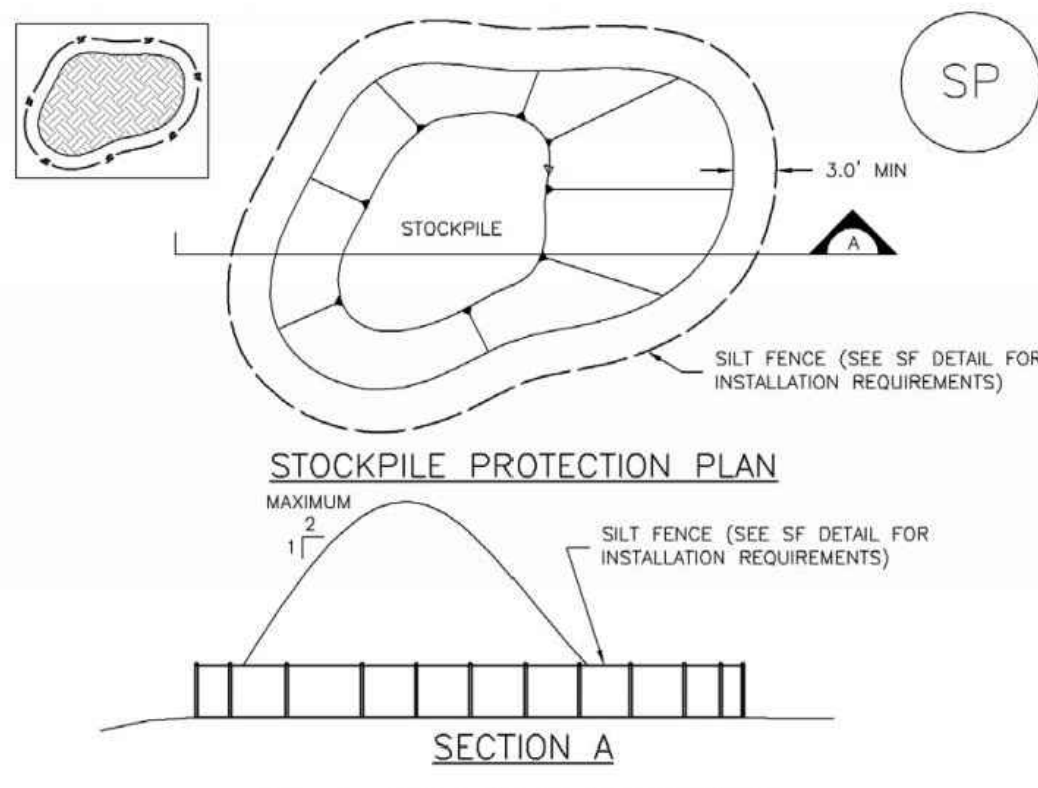 SP
3.0' MIN
STOCKPILE
A
SILT FENCE (SEE SF DETAIL FOR
INSTALLATION REQUIREMENTS)
STOCKPILE PROTECTION PLAN
MAXIMUM
2
1
SILT FENCE (SEE SF DETAIL FOR
INSTALLATION REQUIREMENTS)
SECTION A